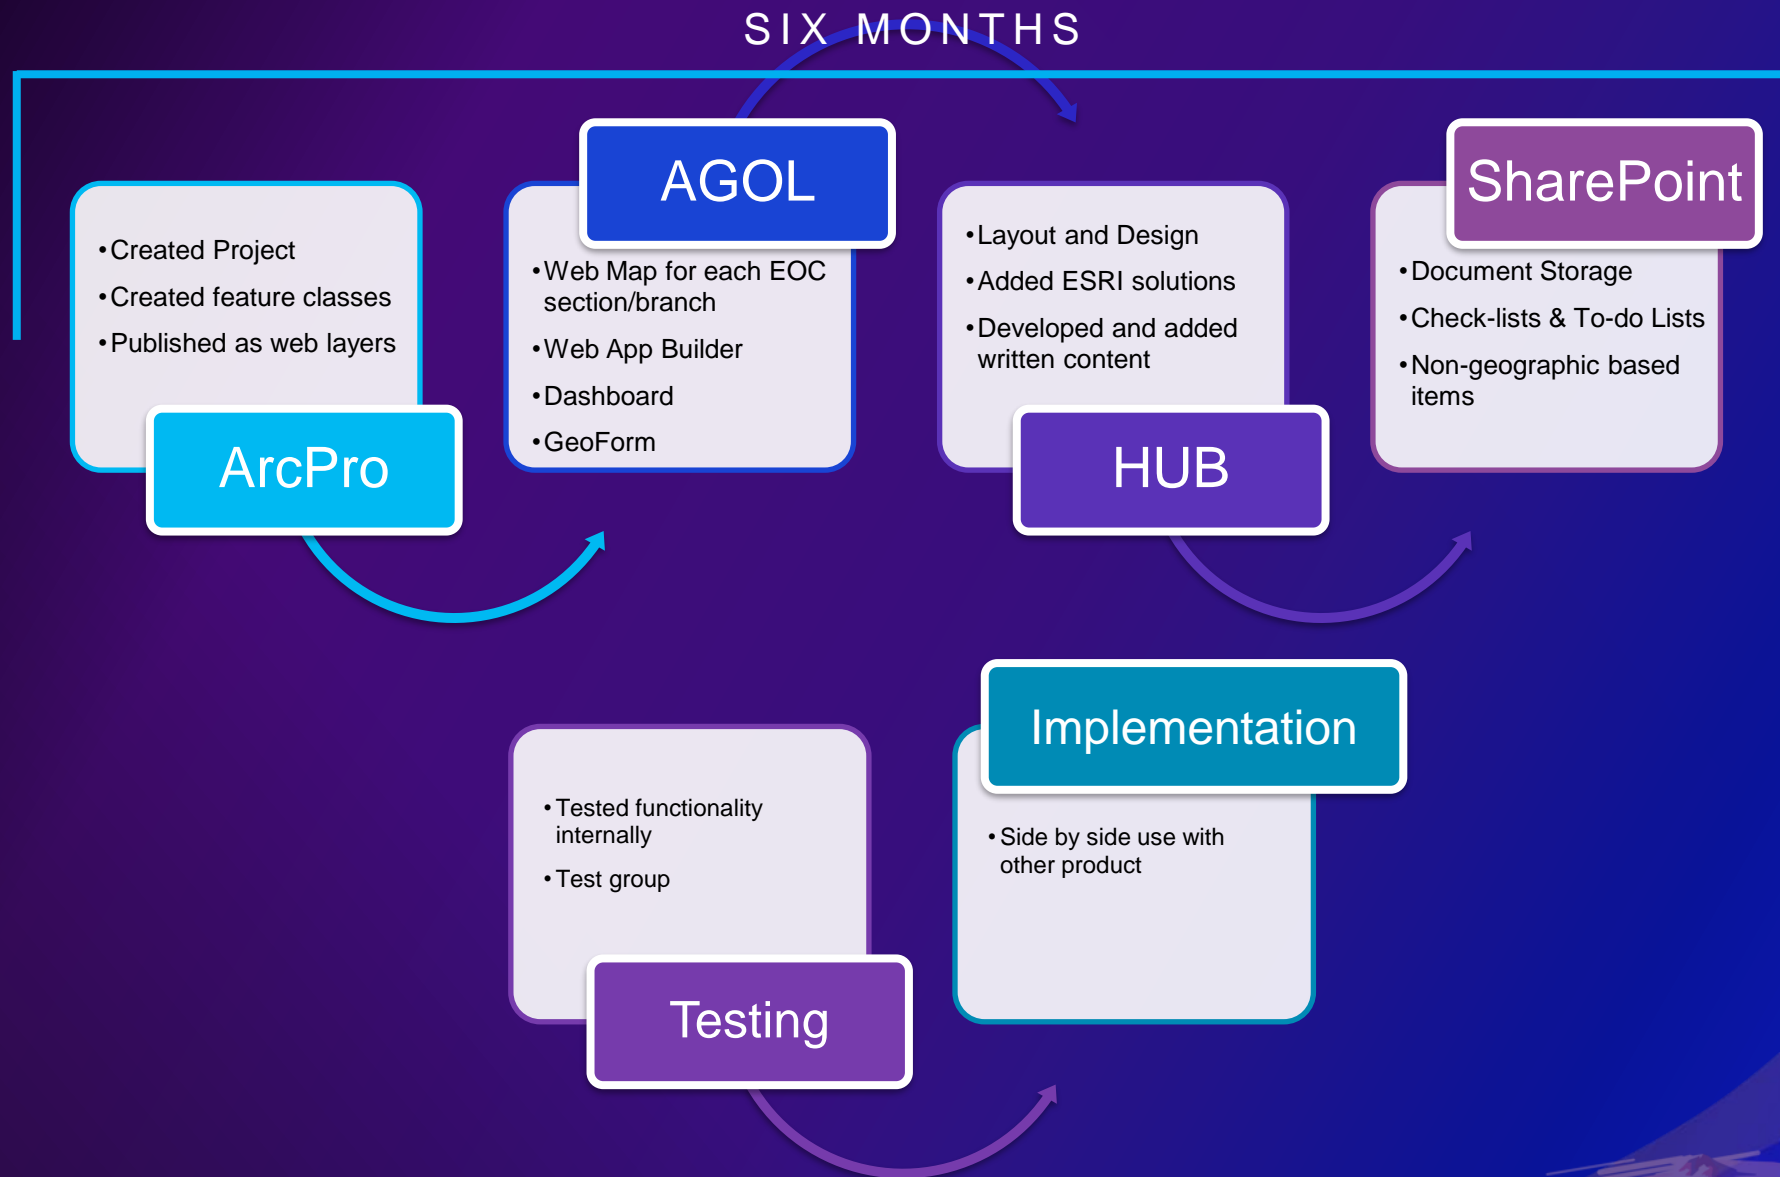 SIX MONTHS
•Created Project
•Created feature classes
•Published as web layers
ArcPro
AGOL
•Web Map for each EOC
section/branch
•Web App Builder
•Dashboard
•GeoForm
•Layout and Design
•Added ESRI solutions
•Developed and added
written content
HUB
SharePoint
•Document Storage
•Check-lists & To-do Lists
•Non-geographic based
items
•Tested functionality
internally
•Test group
Testing
Implementation
•Side by side use with
other product